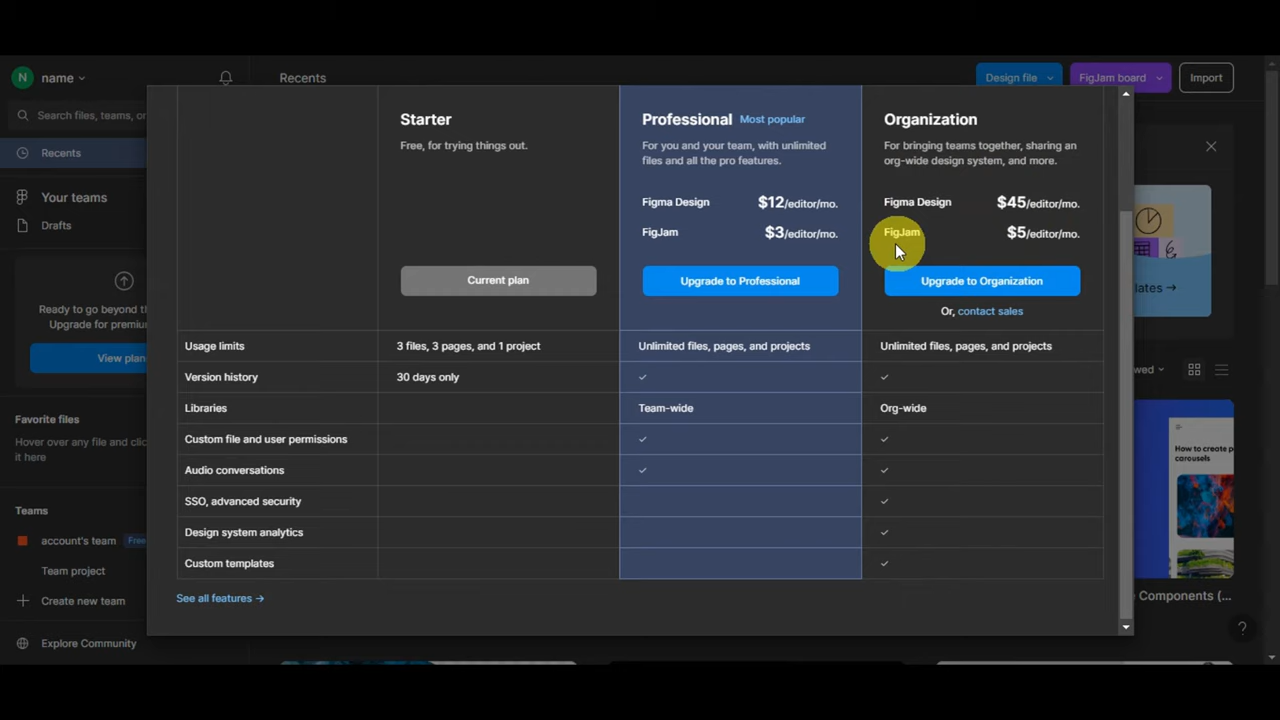 N name
Recents
Design file
FigJam board
Import
Search files, teams, or
Recents
Your teams
Drafts
Ready to go beyond th
Upgrade for premiu
View plan
Favorite files
Hover over any file and clic
it here
Teams
account's team Free
Team project
Create new team
Explore Community
Starter
Free, for trying things out.
Current plan
Professional Most popular
For you and your team, with unlimited
files and all the pro features.
Figma Design $12/editor/mo.
FigJam $3/editor/mo.
Upgrade to Professional
Organization
For bringing teams together, sharing an
org-wide design system, and more.
Figma Design $45/editor/mo.
FigJam $5/editor/mo.
Upgrade to Organization
Or, contact sales
Usage limits 3 files, 3 pages, and 1 project Unlimited files, pages, and projects Unlimited files, pages, and projects
Version history 30 days only ✓ ✓
Libraries Team-wide Org-wide
Custom file and user permissions ✓ ✓
Audio conversations ✓ ✓
SSO, advanced security ✓
Design system analytics ✓
Custom templates ✓
See all features →
lates →
wed
How to create p
carousels
Components (...
?